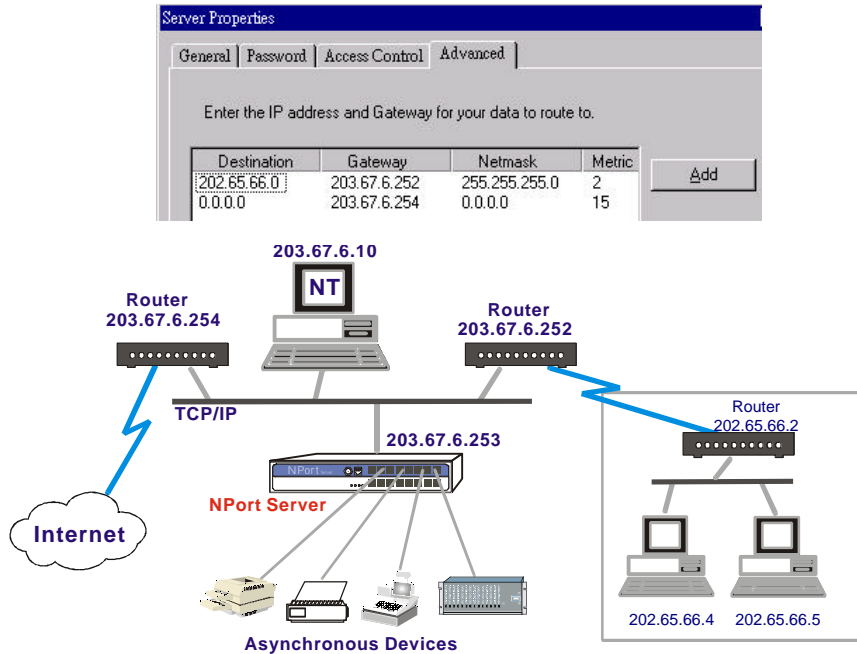 Server Properties
General Password Access Control Advanced
Enter the IP address and Gateway for your data to route to.
Destination Gateway Netmask Metric
202.65.66.0 203.67.6.252 255.255.255.0 2
0.0.0.0 203.67.6.254 0.0.0.0 15
Add
203.67.6.10
NT
Router
203.67.6.254
Router
203.67.6.252
TCP/IP
Router
202.65.66.2
203.67.6.253
NPort Server
NPort Server
Internet
202.65.66.4 202.65.66.5
Asynchronous Devices